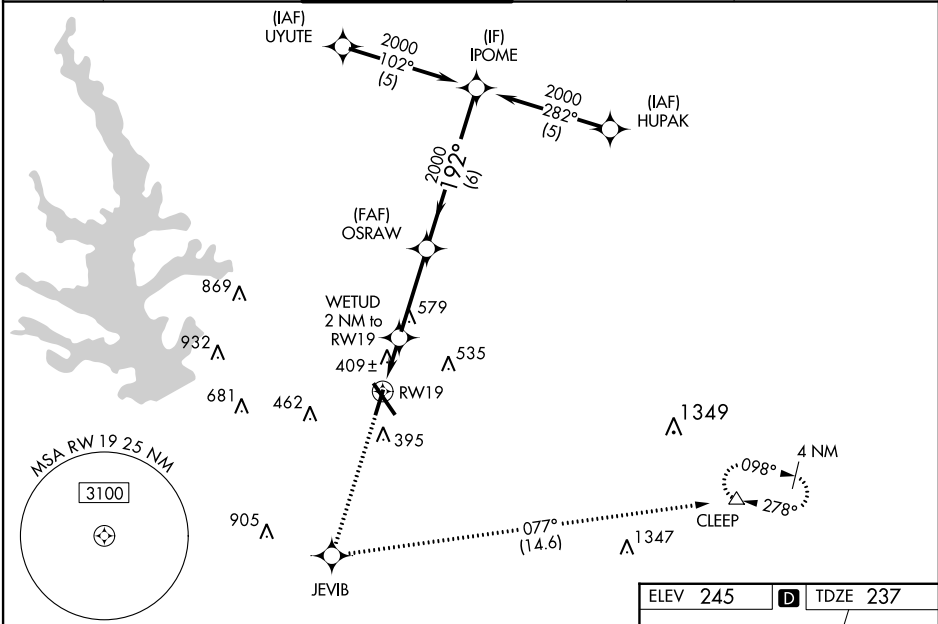 (IAF)
UYUTE
2000
102°
(5)
(IF)
IPOME
2000
282°
(5)
(IAF)
HUPAK
2000
192°
(6)
(FAF)
OSRAW
869
WETUD
2 NM to
RW19
579
932
409±
535
681
462
RW19
395
1349
MSA RW 19 25 NM
3100
098°
4 NM
278°
CLEEP
905
077°
(14.6)
1347
JEVIB
ELEV 245 D TDZE 237